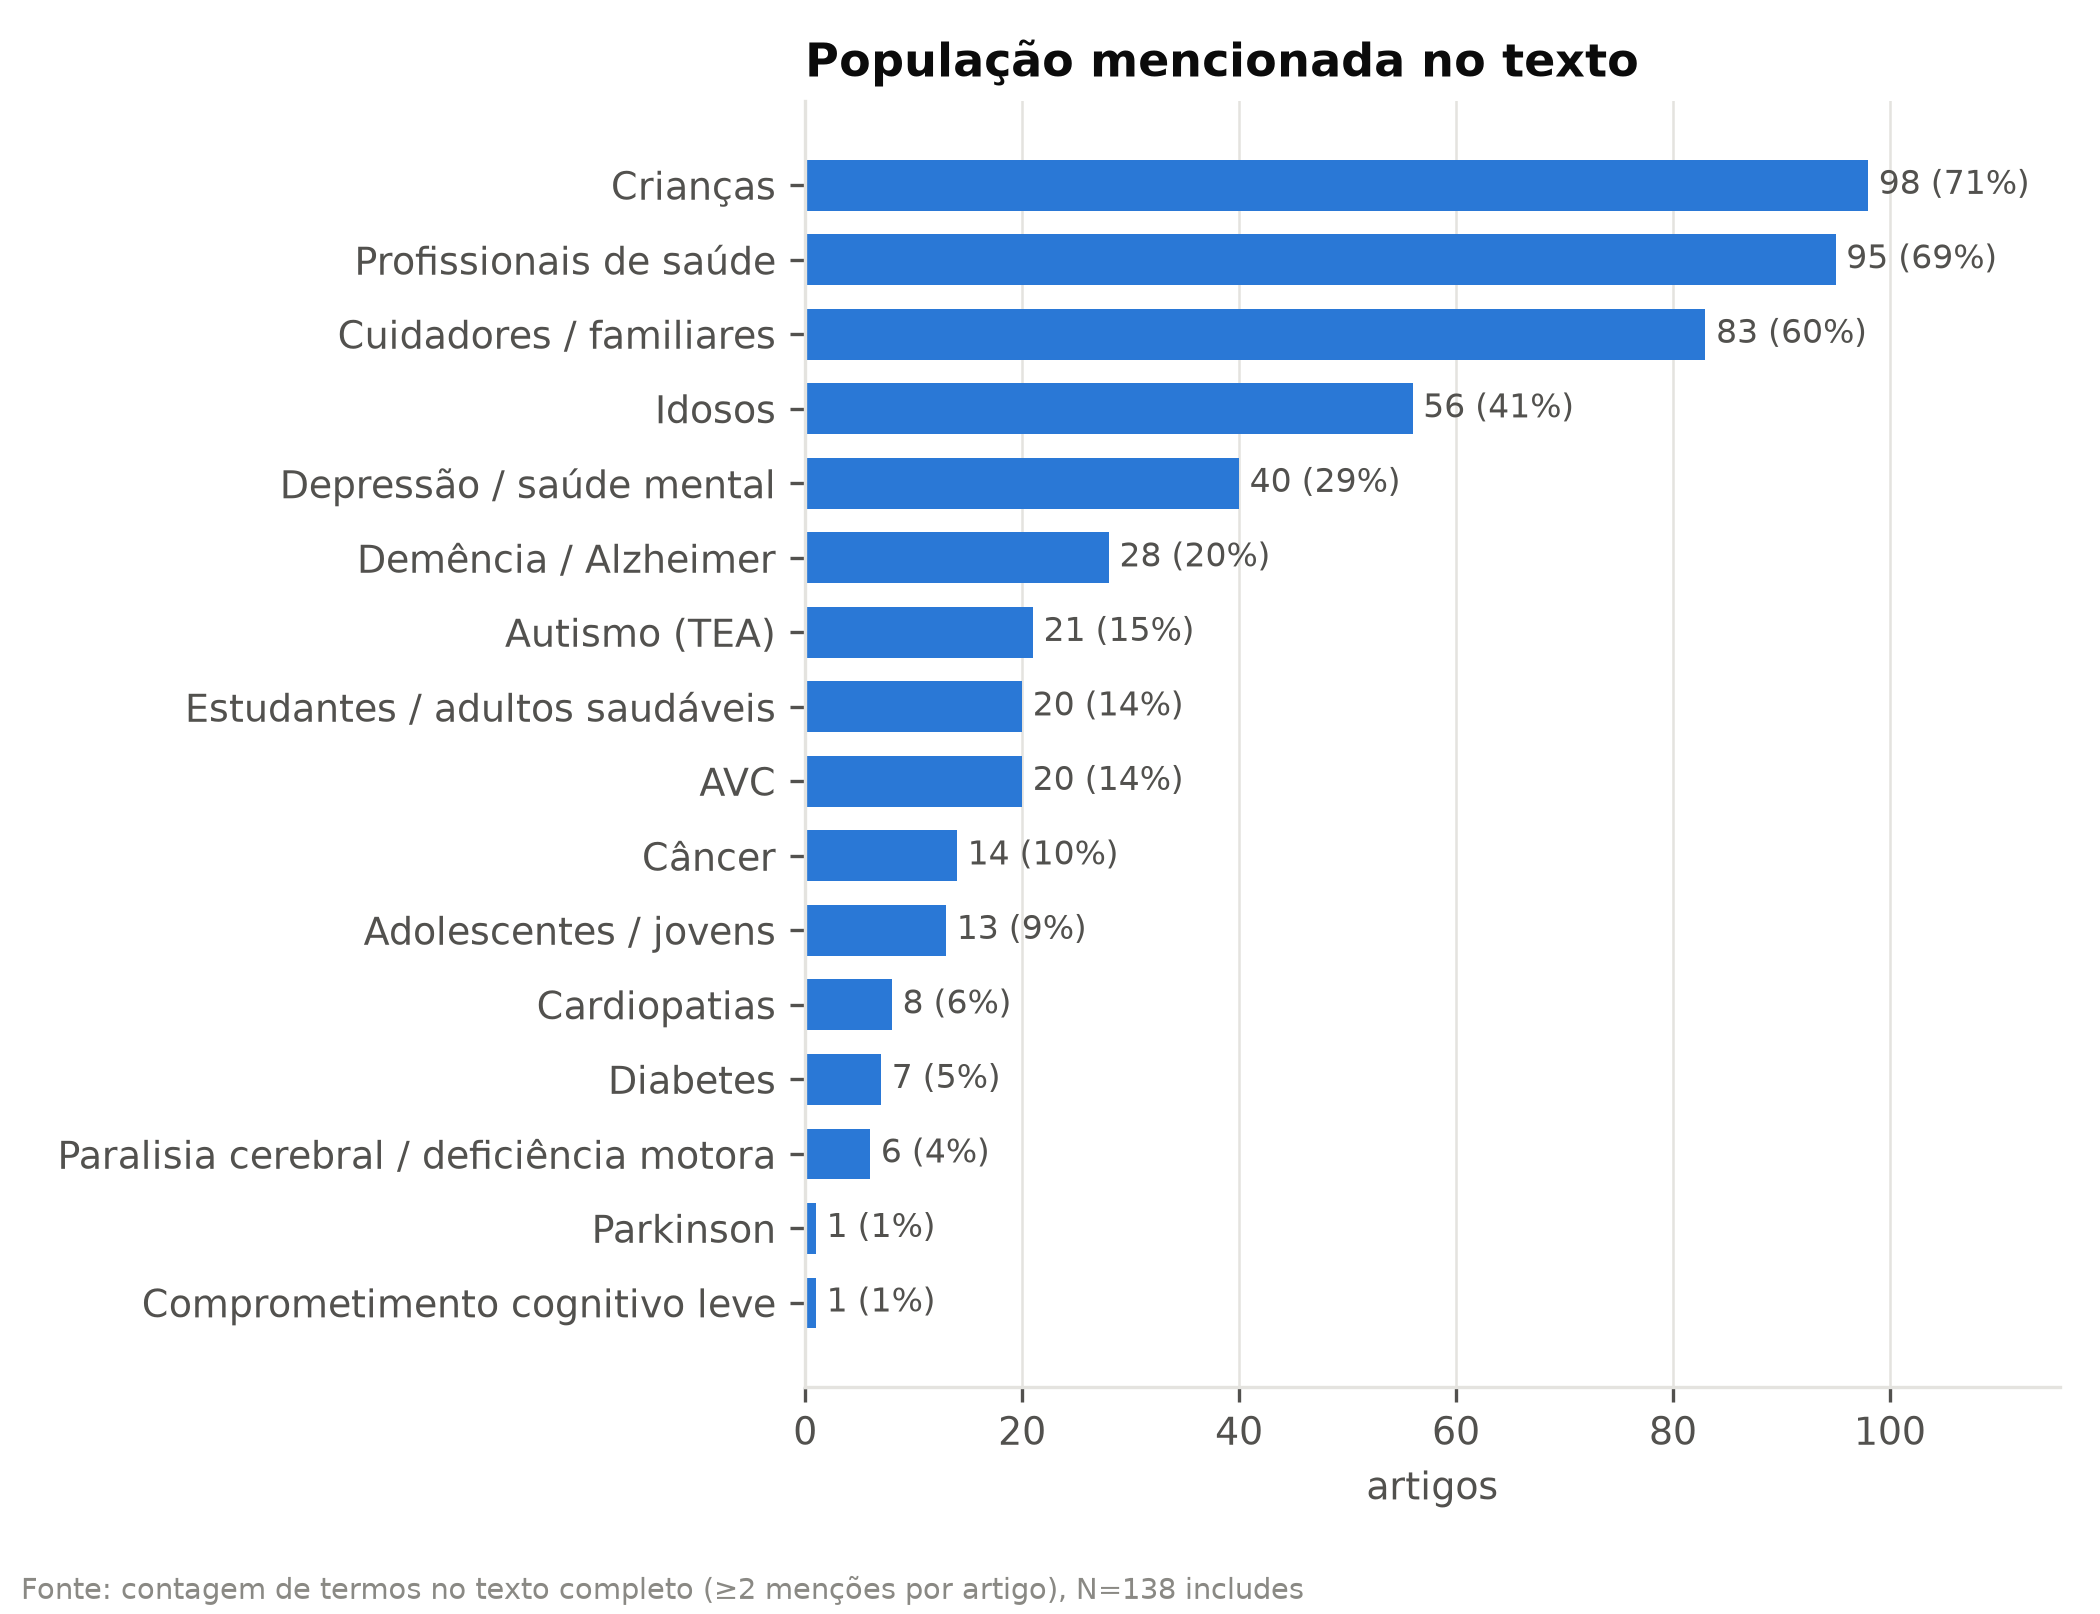 População mencionada no texto
Crianças 98 (71%)
Profissionais de saúde 95 (69%)
Cuidadores / familiares 83 (60%)
Idosos 56 (41%)
Depressão / saúde mental 40 (29%)
Demência / Alzheimer 28 (20%)
Autismo (TEA) 21 (15%)
Estudantes / adultos saudáveis 20 (14%)
AVC 20 (14%)
Câncer 14 (10%)
Adolescentes / jovens 13 (9%)
Cardiopatias 8 (6%)
Diabetes 7 (5%)
Paralisia cerebral / deficiência motora 6 (4%)
Parkinson 1 (1%)
Comprometimento cognitivo leve 1 (1%)
0 20 40 60 80 100
artigos
Fonte: contagem de termos no texto completo (≥2 menções por artigo), N=138 includes